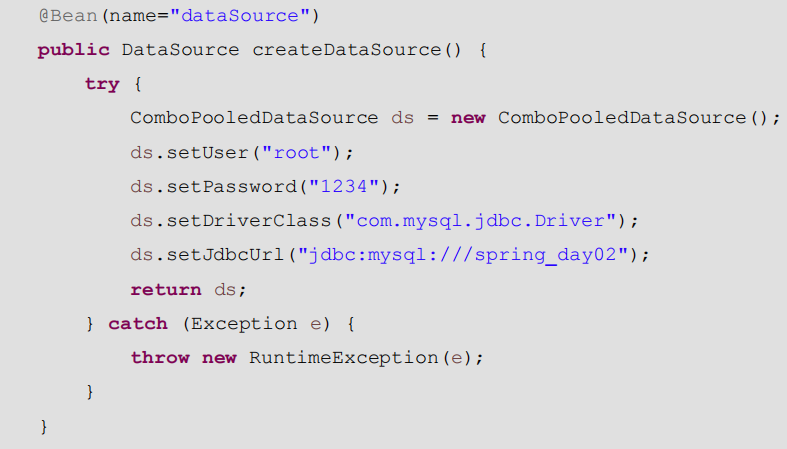 @Bean(name="dataSource")
public DataSource createDataSource() {
try {
ComboPooledDataSource ds = new ComboPooledDataSource();
ds.setUser("root");
ds.setPassword("1234");
ds.setDriverClass("com.mysql.jdbc.Driver");
ds.setJdbcUrl("jdbc:mysql:///spring_day02");
return ds;
} catch (Exception e) {
throw new RuntimeException(e);
}
}